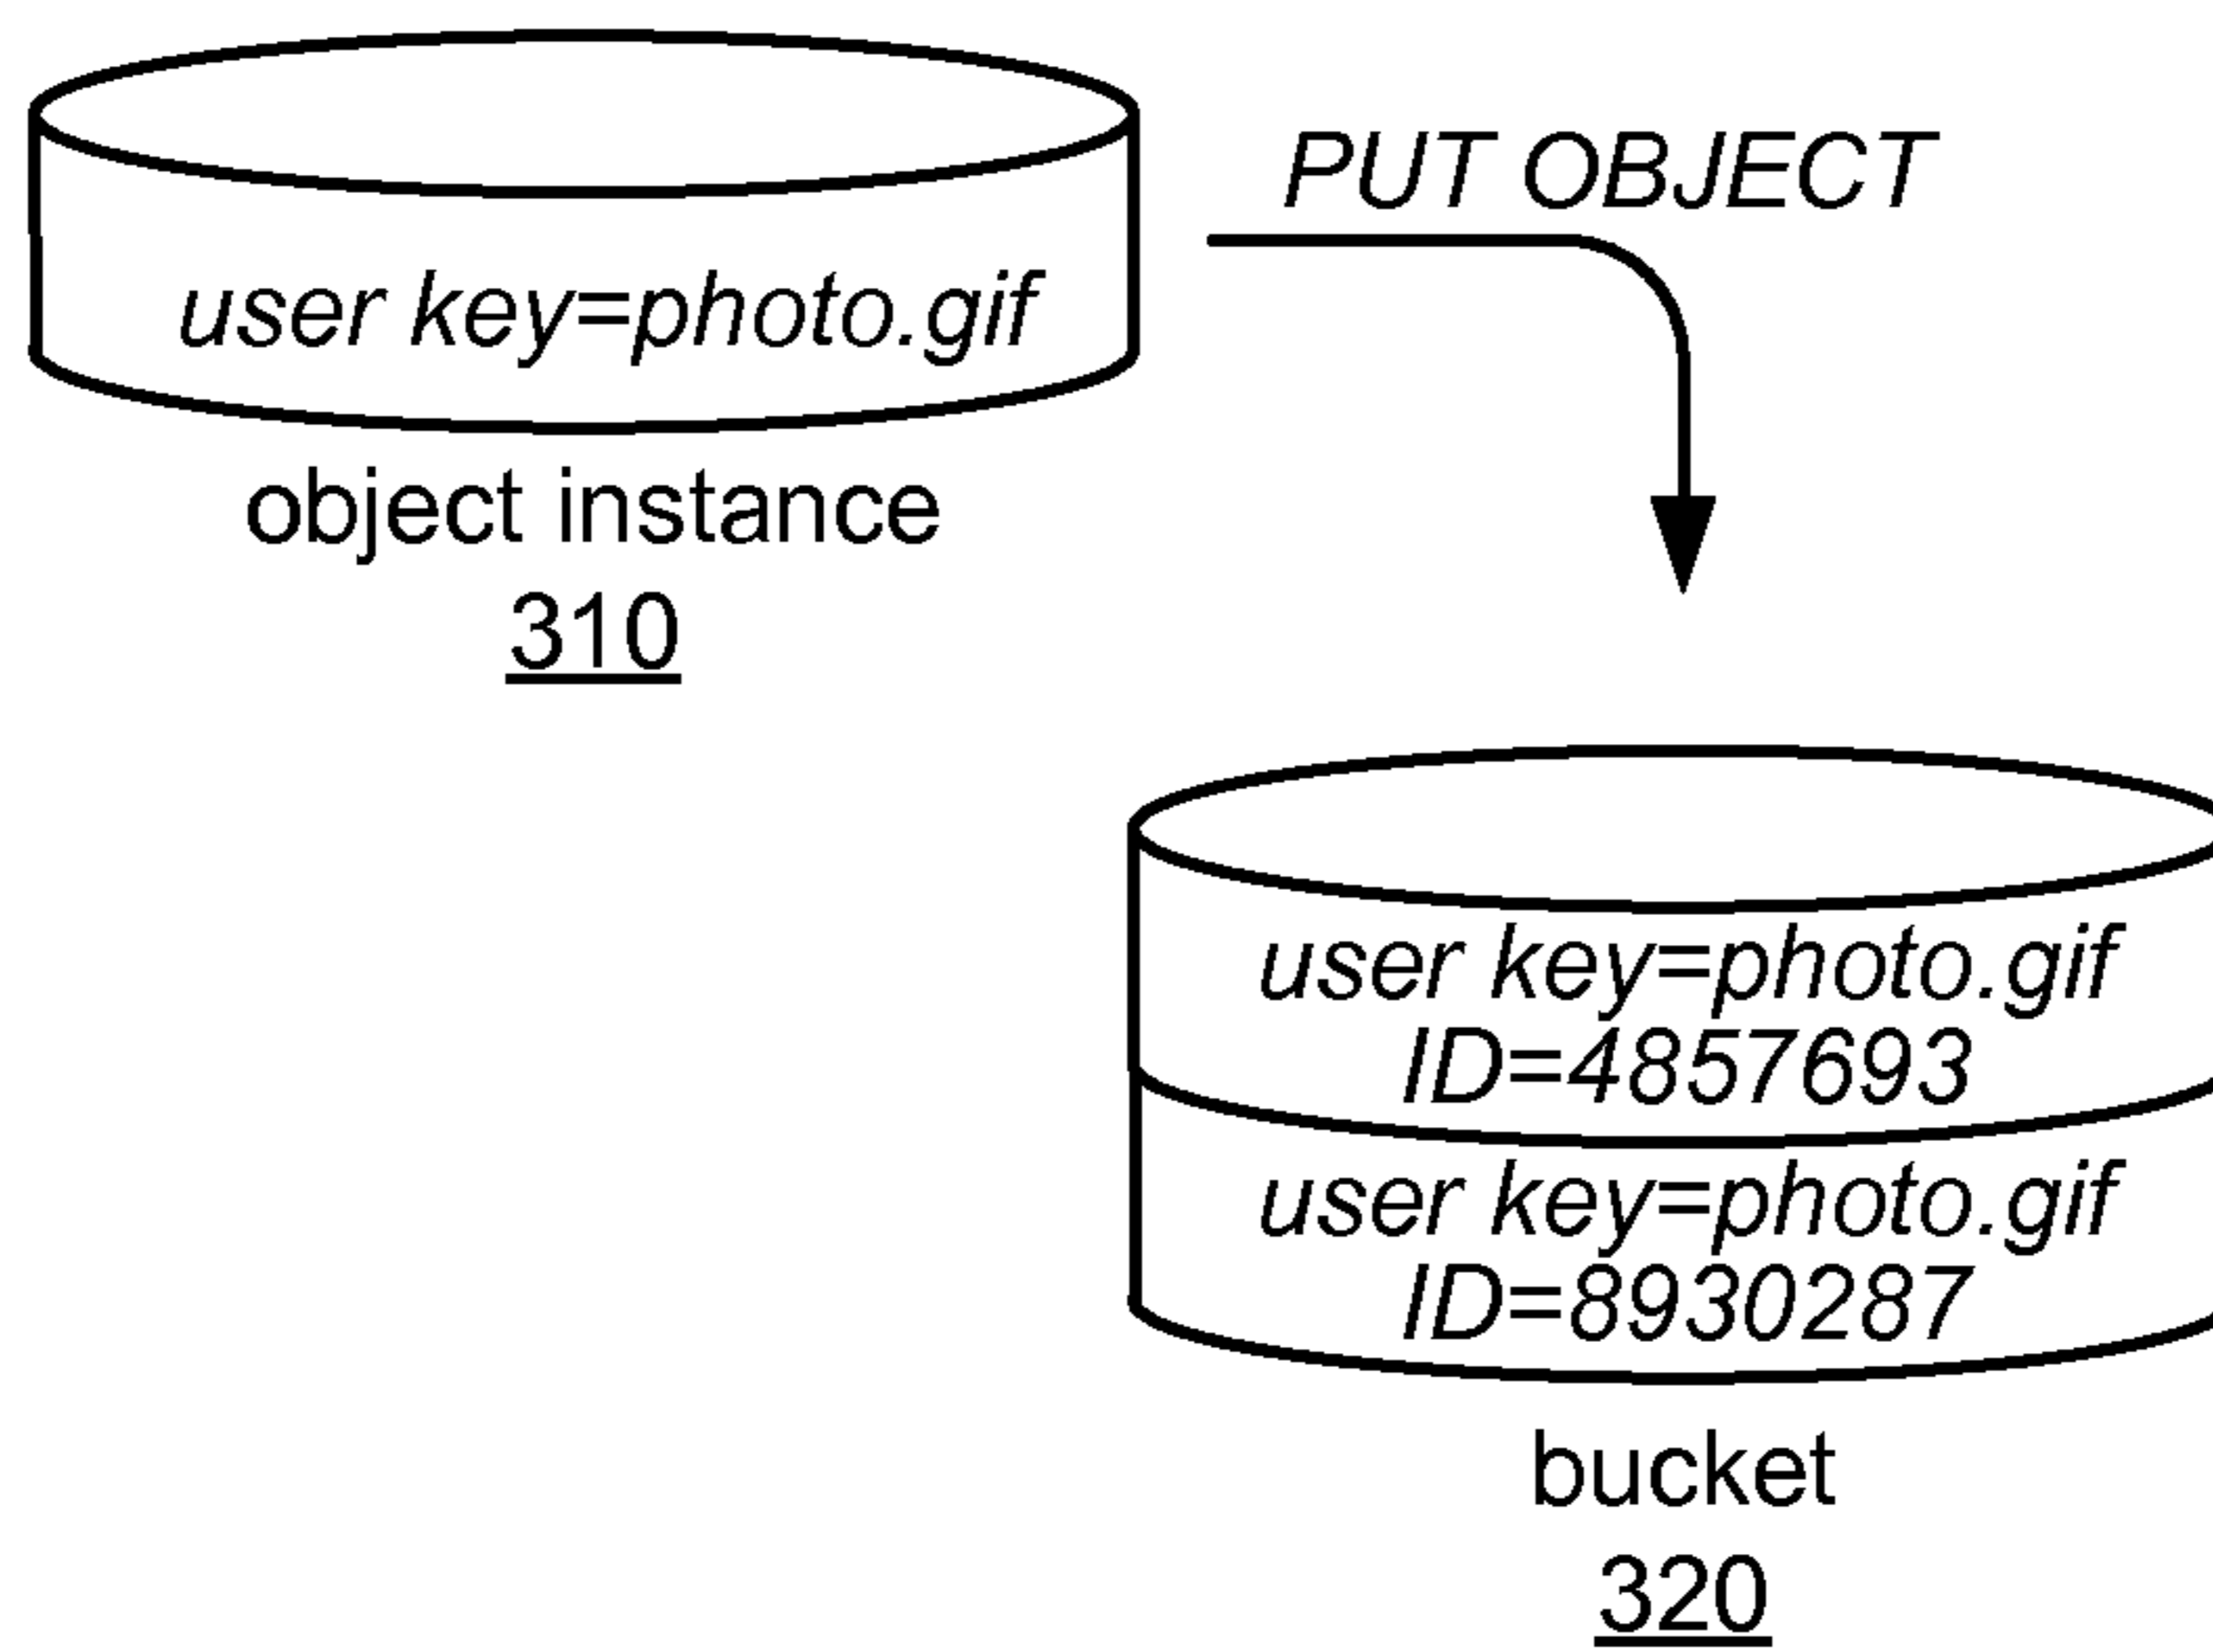 PUT OBJECT
user key=photo.gif
object instance
310
user key=photo.gif
ID=4857693
user key=photo.gif
ID=8930287
bucket
320